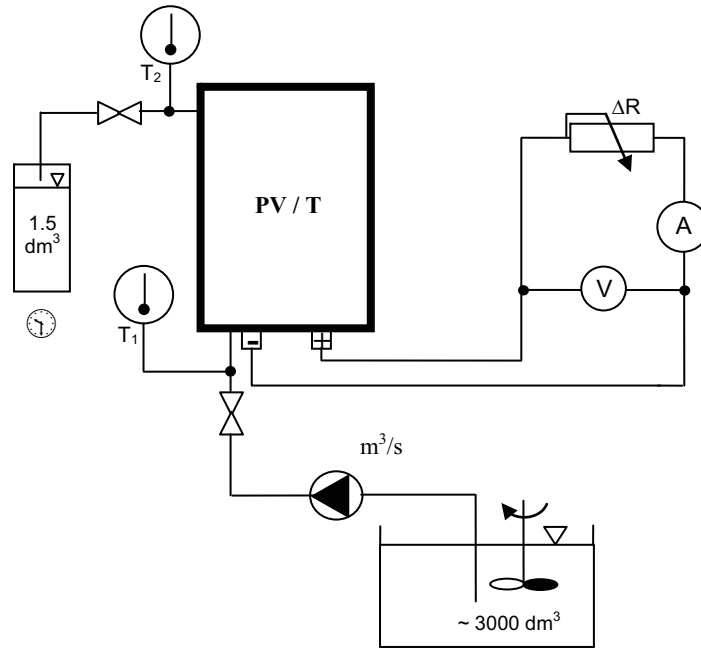 T₂
ΔR
PV / T
1.5
dm³
A
V
T₁
-
+
m³/s
~ 3000 dm³